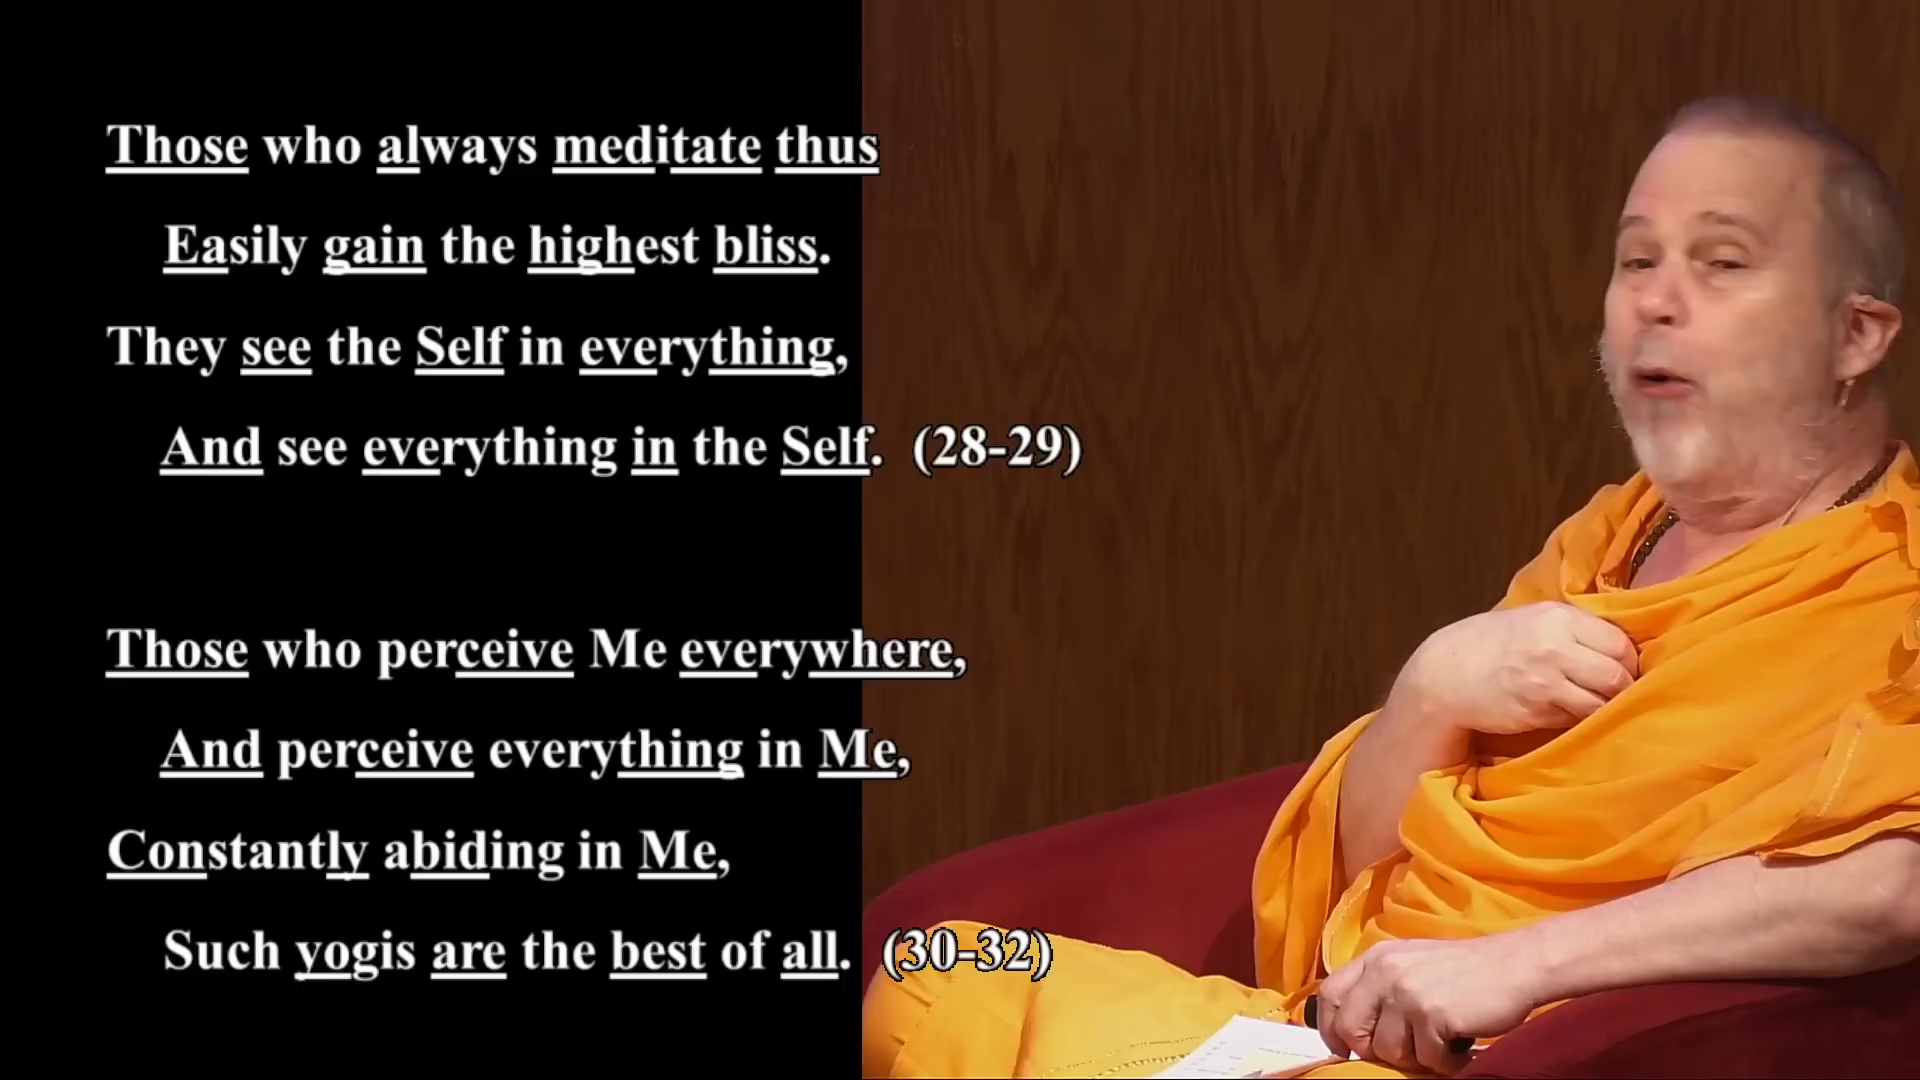 Those who always meditate thus
Easily gain the highest bliss.
They see the Self in everything,
And see everything in the Self. (28-29)
Those who perceive Me everywhere,
And perceive everything in Me,
Constantly abiding in Me,
Such yogis are the best of all. (30-32)